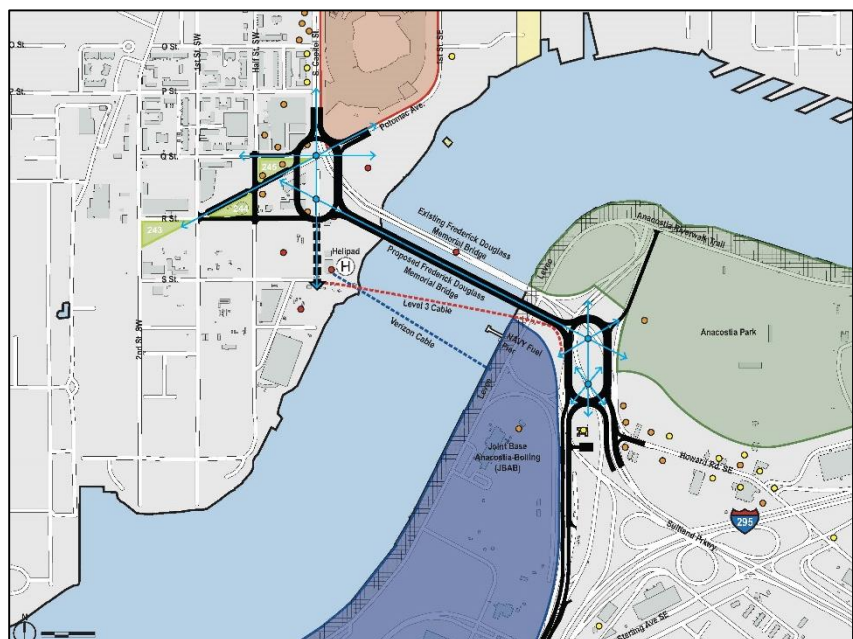 O St.
O St.
P St.
P St.
1st St. SW
Half St. SW
S. Capitol St.
1st St. SE
Potomac Ave.
Q St.
245
244
243
R St.
Existing Frederick Douglass
Memorial Bridge
Proposed Frederick Douglass
Memorial Bridge
Anacostia Riverwalk Trail
Levee
Helipad
H
S St.
Level 3 Cable
Verizon Cable
2nd St. SW
NAVY Fuel
Pier
Levee
Anacostia Park
Joint Base
Anacostia-Bolling
(JBAB)
Howard Rd. SE
295
Suitland Prkwy
Sterling Ave SE
N